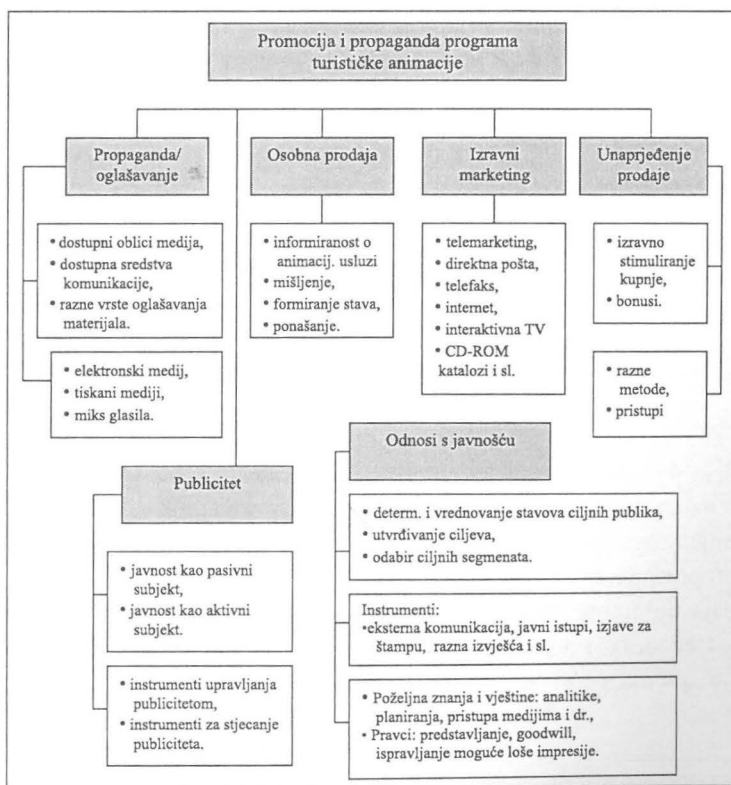 Promocija i propaganda programa
turističke animacije
Propaganda/
oglašavanje
• dostupni oblici medija,
• dostupna sredstva
komunikacije,
• razne vrste oglašavanja
materijala.
• elektronski medij,
• tiskani mediji,
• miks glasila.
Osobna prodaja
• informiranost o
animacij. usluzi
• mišljenje,
• formiranje stava,
• ponašanje.
Izravni
marketing
• telemarketing,
• direktna pošta,
• telefaks,
• internet,
• interaktivna TV
• CD-ROM
katalozi i sl.
Unaprjeđenje
prodaje
• izravno
stimuliranje
kupnje,
• bonusi.
• razne
metode,
• pristupi
Publicitet
• javnost kao pasivni
subjekt,
• javnost kao aktivni
subjekt.
• instrumenti upravljanja
publicitetom,
• instrumenti za stjecanje
publiciteta.
Odnosi s javnošću
• determ. i vrednovanje stavova ciljnih publika,
• utvrđivanje ciljeva,
• odabir ciljnih segmenata.
Instrumenti:
•eksterna komunikacija, javni istupi, izjave za
štampu, razna izvješća i sl.
• Poželjna znanja i vještine: analitike,
planiranja, pristupa medijima i dr.,
• Pravci: predstavljanje, goodwill,
ispravljanje moguće loše impresije.